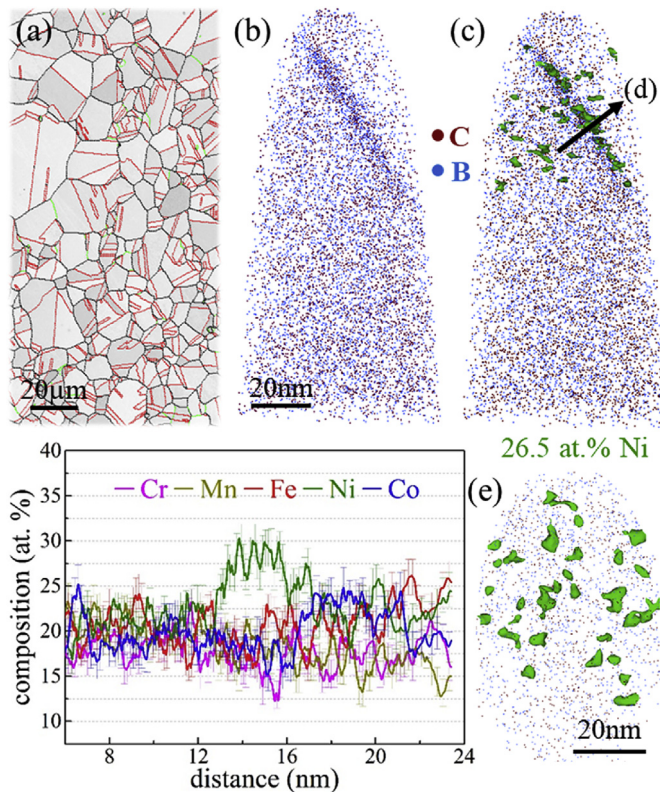 (a)
(b)
(c)
(d)
C
B
20μm
20nm
26.5 at.% Ni
40
35
30
25
20
15
10
composition (at. %)
Cr Mn Fe Ni Co
8 12 16 20 24
distance (nm)
(e)
20nm